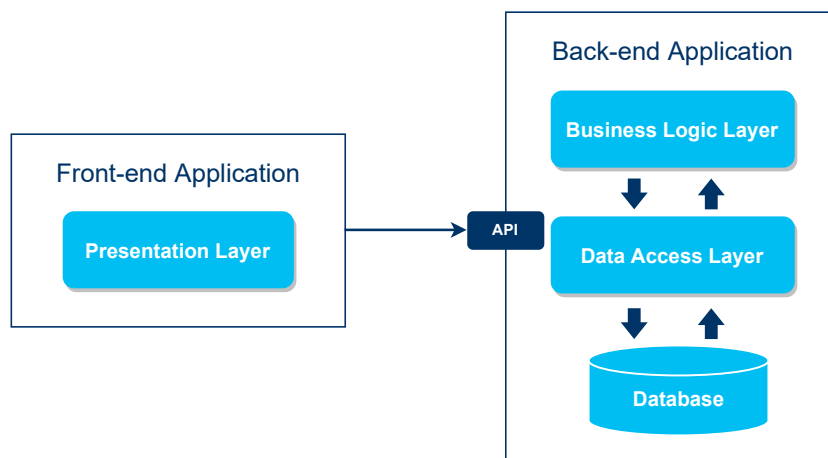 Front-end Application
Presentation Layer
API
Back-end Application
Business Logic Layer
Data Access Layer
Database